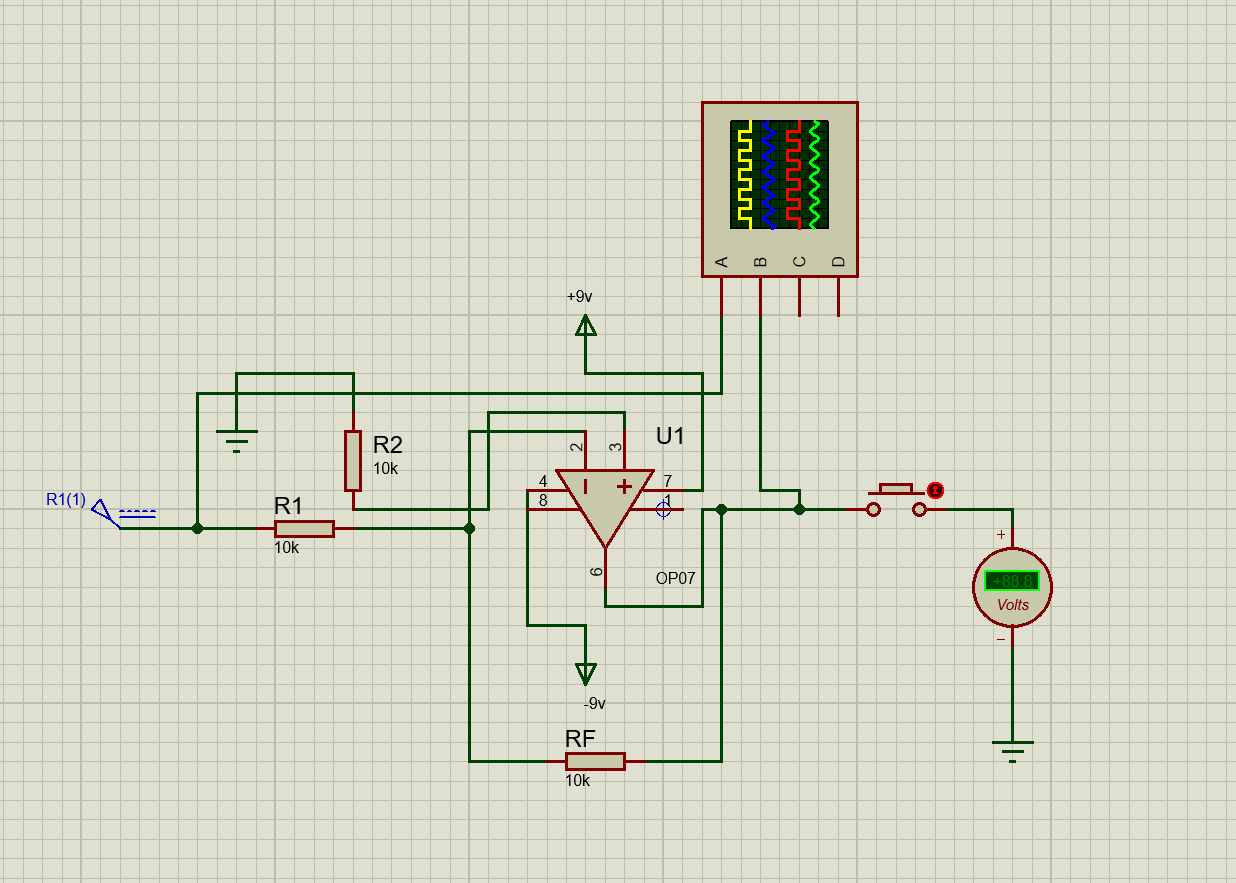 A B C D
+9v
U1
R2
10k
2 3
4 7
8 1
R1(1)
R1
10k
6
OP07
+
+88.8
Volts
−
-9v
RF
10k